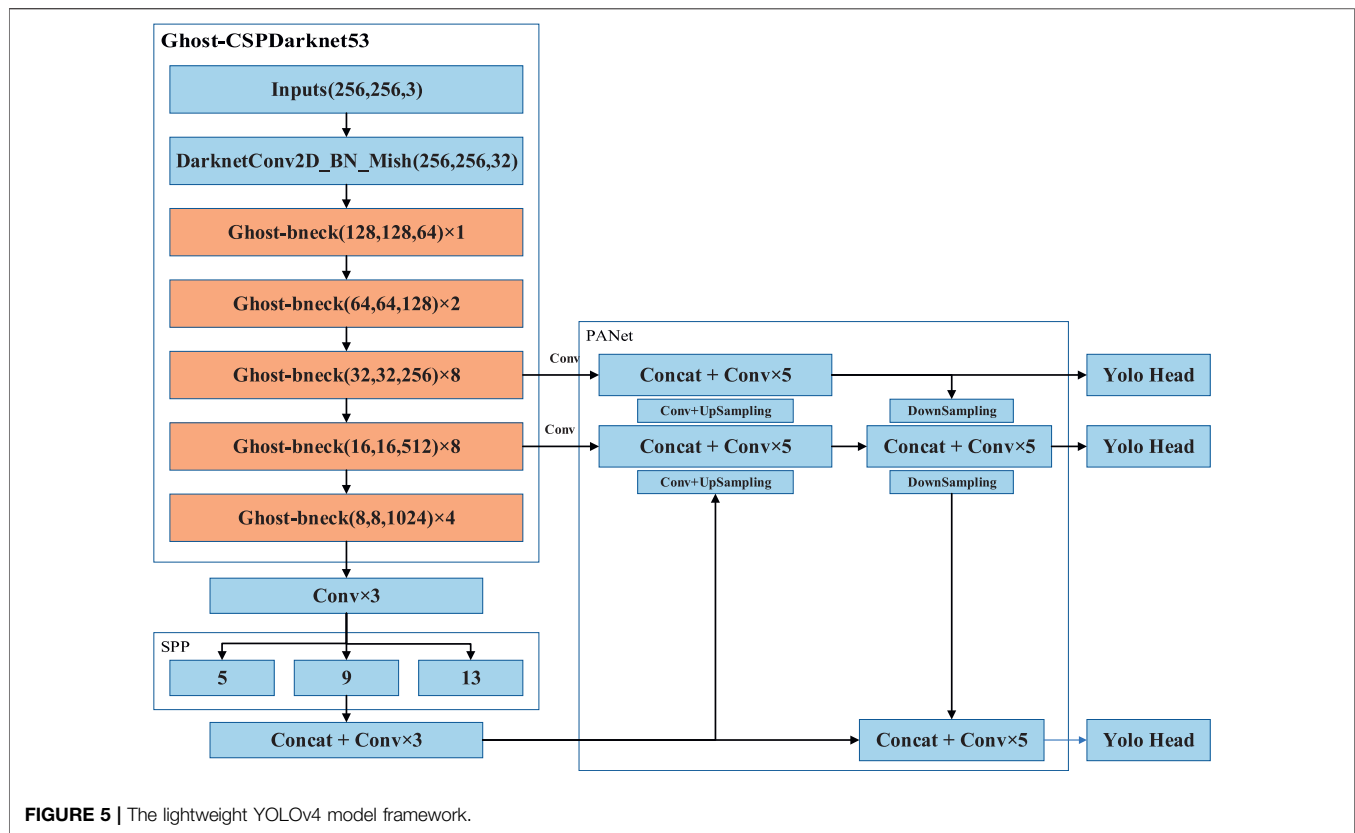 Ghost-CSPDarknet53
Inputs(256,256,3)
DarknetConv2D_BN_Mish(256,256,32)
Ghost-bneck(128,128,64)×1
Ghost-bneck(64,64,128)×2
Ghost-bneck(32,32,256)×8
Ghost-bneck(16,16,512)×8
Ghost-bneck(8,8,1024)×4
Conv×3
SPP
5
9
13
Concat + Conv×3
Conv
Conv
PANet
Concat + Conv×5
Conv+UpSampling
Concat + Conv×5
Conv+UpSampling
DownSampling
Concat + Conv×5
DownSampling
Concat + Conv×5
Yolo Head
Yolo Head
Yolo Head
FIGURE 5 | The lightweight YOLOv4 model framework.